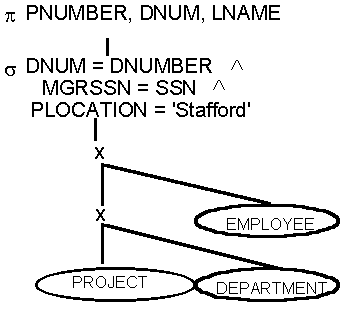 π PNUMBER, DNUM, LNAME
σ DNUM = DNUMBER ^
MGRSSN = SSN ^
PLOCATION = 'Stafford'
x
x
EMPLOYEE
PROJECT
DEPARTMENT